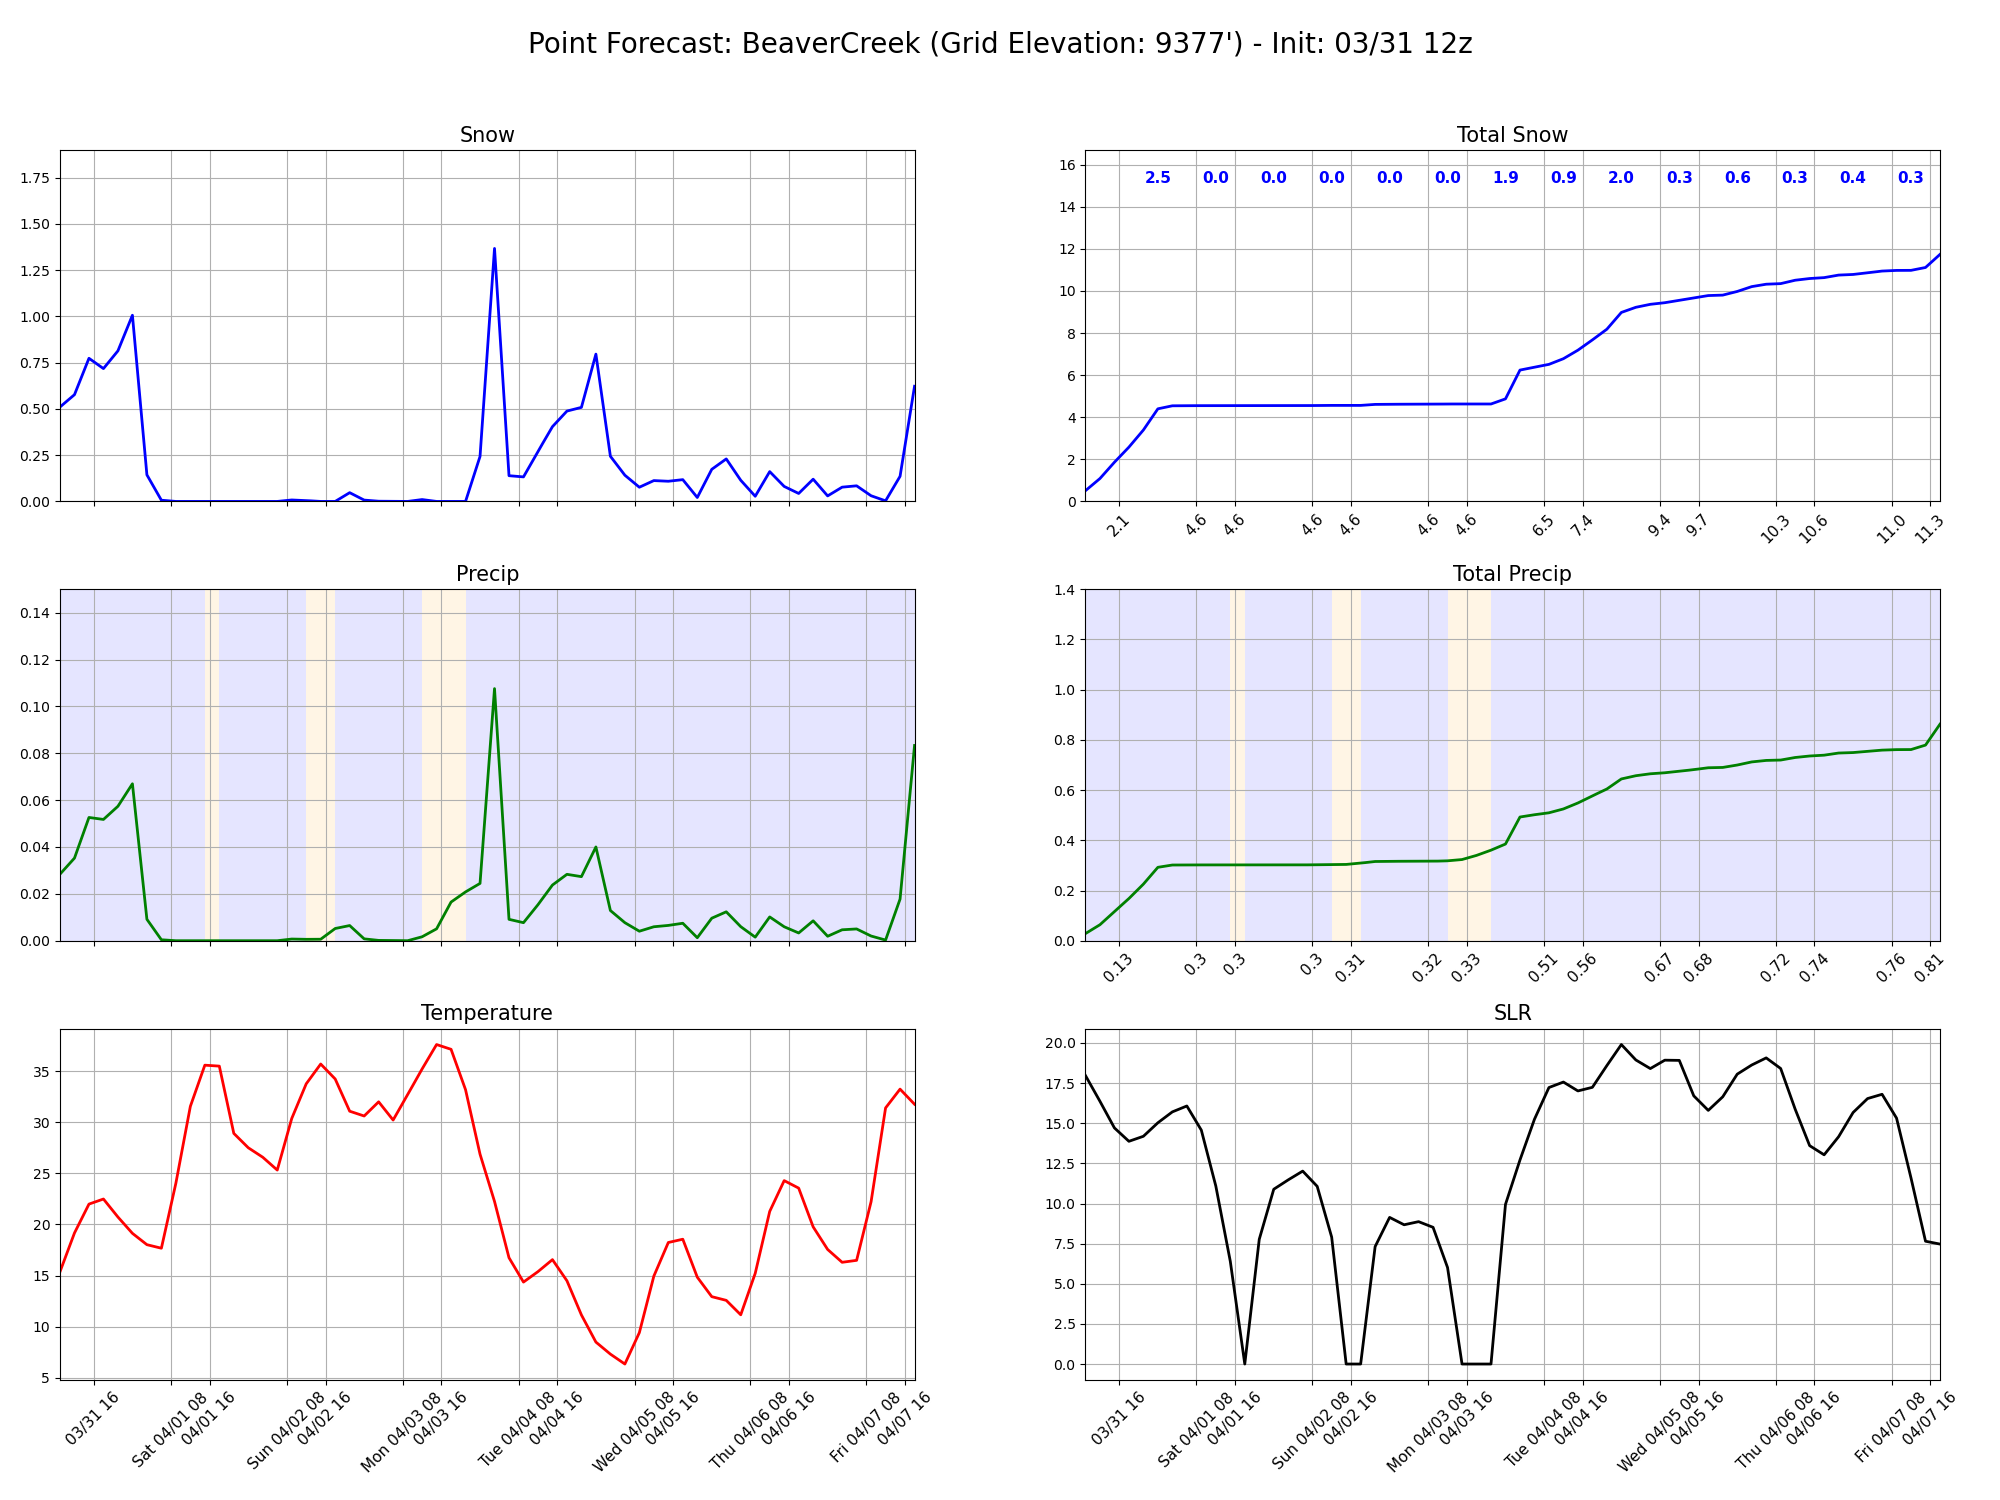 Point Forecast: BeaverCreek (Grid Elevation: 9377') - Init: 03/31 12z
Snow
1.75
1.50
1.25
1.00
0.75
0.50
0.25
0.00
Total Snow
16
14
12
10
8
6
4
2
0
2.5 0.0 0.0 0.0 0.0 0.0 1.9 0.9 2.0 0.3 0.6 0.3 0.4 0.3
2.1 4.6 4.6 4.6 4.6 4.6 4.6 6.5 7.4 9.4 9.7 10.3 10.6 11.0 11.3
Precip
0.14
0.12
0.10
0.08
0.06
0.04
0.02
0.00
Total Precip
1.4
1.2
1.0
0.8
0.6
0.4
0.2
0.0
0.13 0.3 0.3 0.3 0.31 0.32 0.33 0.51 0.56 0.67 0.68 0.72 0.74 0.76 0.81
Temperature
35
30
25
20
15
10
5
03/31 16
Sat 04/01 08
04/01 16
Sun 04/02 08
04/02 16
Mon 04/03 08
04/03 16
Tue 04/04 08
04/04 16
Wed 04/05 08
04/05 16
Thu 04/06 08
04/06 16
Fri 04/07 08
04/07 16
SLR
20.0
17.5
15.0
12.5
10.0
7.5
5.0
2.5
0.0
03/31 16
Sat 04/01 08
04/01 16
Sun 04/02 08
04/02 16
Mon 04/03 08
04/03 16
Tue 04/04 08
04/04 16
Wed 04/05 08
04/05 16
Thu 04/06 08
04/06 16
Fri 04/07 08
04/07 16